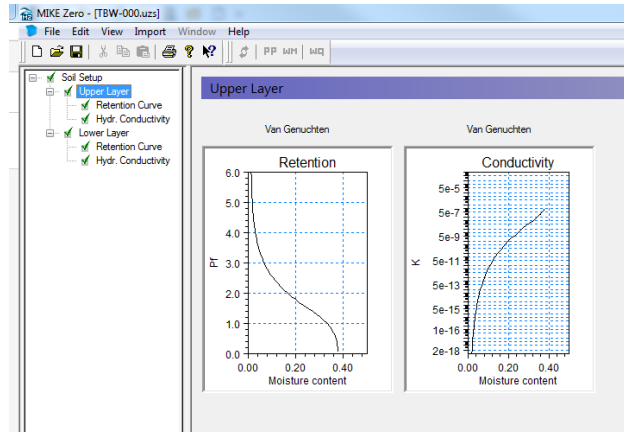 MIKE Zero - [TBW-000.uzs]
File Edit View Import Window Help
PP WM WQ
Soil Setup
Upper Layer
Retention Curve
Hydr. Conductivity
Lower Layer
Retention Curve
Hydr. Conductivity
Upper Layer
Van Genuchten
Retention
Pf
6.0
5.0
4.0
3.0
2.0
1.0
0.0
0.00 0.20 0.40
Moisture content
Van Genuchten
Conductivity
K
5e-5
5e-7
5e-9
5e-11
5e-13
5e-15
1e-16
2e-18
0.00 0.20 0.40
Moisture content